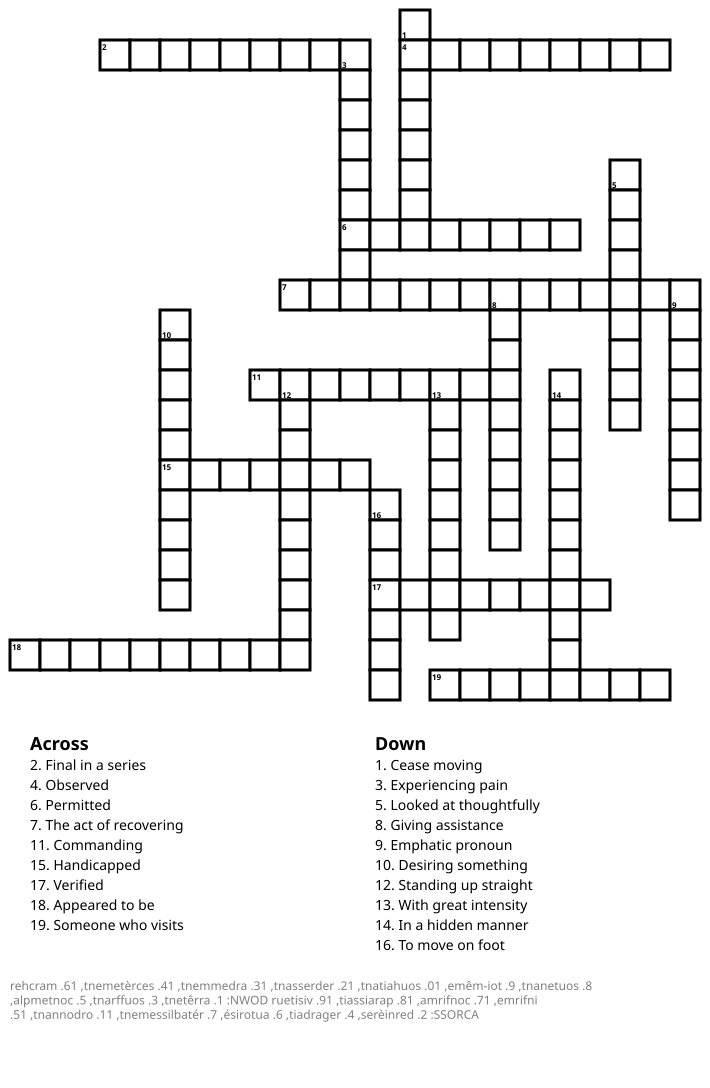 1
2 4
3
5
6
7
8 9
10
11
12 13 14
15
16
17
18
19
Across
2. Final in a series
4. Observed
6. Permitted
7. The act of recovering
11. Commanding
15. Handicapped
17. Verified
18. Appeared to be
19. Someone who visits
Down
1. Cease moving
3. Experiencing pain
5. Looked at thoughtfully
8. Giving assistance
9. Emphatic pronoun
10. Desiring something
12. Standing up straight
13. With great intensity
14. In a hidden manner
16. To move on foot
rehcram .61 ,tnemetèrces .41 ,tnemmedra .31 ,tnasserder .21 ,tnatiahuos .01 ,emêm-iot .9 ,tnanetuos .8
,alpmetnoc .5 ,tnarffuos .3 ,tnetêrra .1 :NWOD ruetisiv .91 ,tiassiarap .81 ,amrifnoc .71 ,emrifni
.51 ,tnannodro .11 ,tnemessilbatér .7 ,ésirotua .6 ,tiadrager .4 ,serèinred .2 :SSORCA